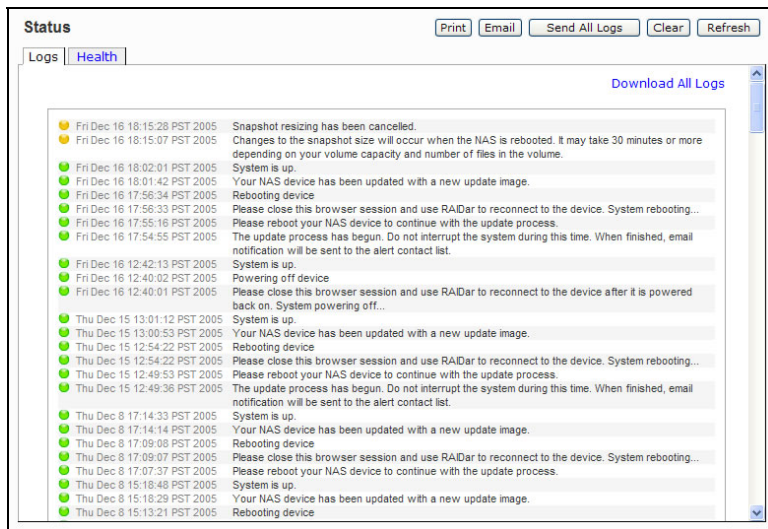 Status
Print Email Send All Logs Clear Refresh
Logs Health
Download All Logs
Fri Dec 16 18:15:28 PST 2005 Snapshot resizing has been cancelled.
Fri Dec 16 18:15:07 PST 2005 Changes to the snapshot size will occur when the NAS is rebooted. It may take 30 minutes or more
depending on your volume capacity and number of files in the volume.
Fri Dec 16 18:02:01 PST 2005 System is up.
Fri Dec 16 18:01:42 PST 2005 Your NAS device has been updated with a new update image.
Fri Dec 16 17:56:34 PST 2005 Rebooting device
Fri Dec 16 17:56:33 PST 2005 Please close this browser session and use RAIDar to reconnect to the device. System rebooting...
Fri Dec 16 17:55:16 PST 2005 Please reboot your NAS device to continue with the update process.
Fri Dec 16 17:54:55 PST 2005 The update process has begun. Do not interrupt the system during this time. When finished, email
notification will be sent to the alert contact list.
Fri Dec 16 12:42:13 PST 2005 System is up.
Fri Dec 16 12:40:02 PST 2005 Powering off device
Fri Dec 16 12:40:01 PST 2005 Please close this browser session and use RAIDar to reconnect to the device after it is powered
back on. System powering off...
Thu Dec 15 13:01:12 PST 2005 System is up.
Thu Dec 15 13:00:53 PST 2005 Your NAS device has been updated with a new update image.
Thu Dec 15 12:54:22 PST 2005 Rebooting device
Thu Dec 15 12:54:22 PST 2005 Please close this browser session and use RAIDar to reconnect to the device. System rebooting...
Thu Dec 15 12:49:53 PST 2005 Please reboot your NAS device to continue with the update process.
Thu Dec 15 12:49:36 PST 2005 The update process has begun. Do not interrupt the system during this time. When finished, email
notification will be sent to the alert contact list.
Thu Dec 8 17:14:33 PST 2005 System is up.
Thu Dec 8 17:14:14 PST 2005 Your NAS device has been updated with a new update image.
Thu Dec 8 17:09:08 PST 2005 Rebooting device
Thu Dec 8 17:09:07 PST 2005 Please close this browser session and use RAIDar to reconnect to the device. System rebooting...
Thu Dec 8 17:07:37 PST 2005 Please reboot your NAS device to continue with the update process.
Thu Dec 8 15:18:48 PST 2005 System is up.
Thu Dec 8 15:18:29 PST 2005 Your NAS device has been updated with a new update image.
Thu Dec 8 15:13:21 PST 2005 Rebooting device